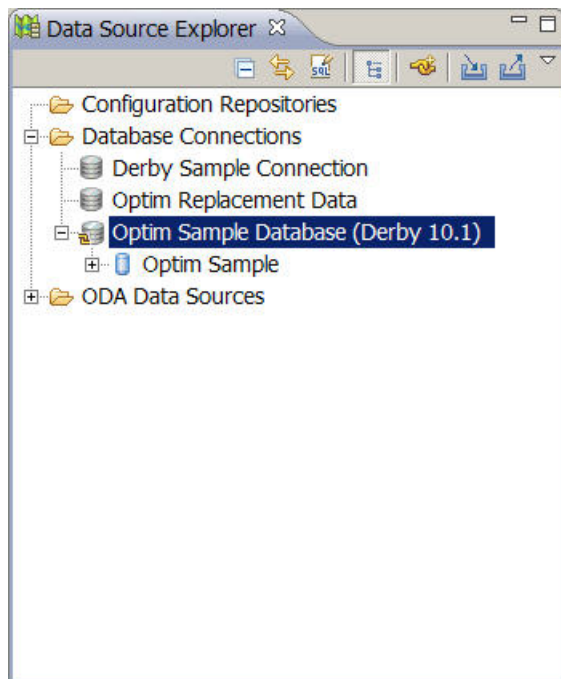 Data Source Explorer
SQL
Configuration Repositories
Database Connections
Derby Sample Connection
Optim Replacement Data
Optim Sample Database (Derby 10.1)
Optim Sample
ODA Data Sources